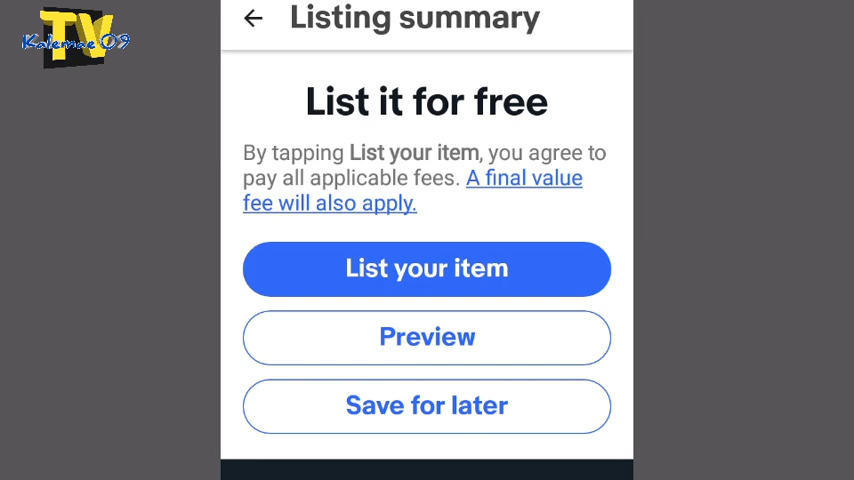 TV
Kalemae 09
Listing summary
List it for free
By tapping List your item, you agree to
pay all applicable fees. A final value
fee will also apply.
List your item
Preview
Save for later